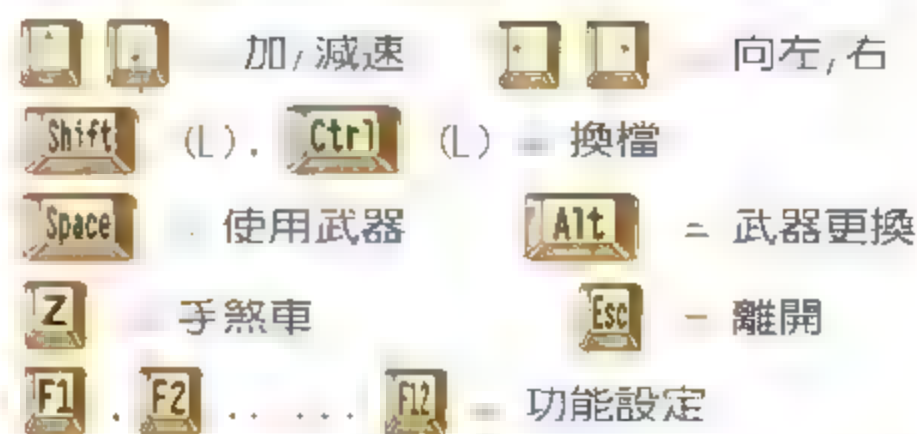 加/減速 向左,右
Shift (L). Ctrl (L) = 換檔
Space - 使用武器 Alt = 武器更換
Z - 手煞車 Esc - 離開
F1 . F2 .. ... F12 - 功能設定